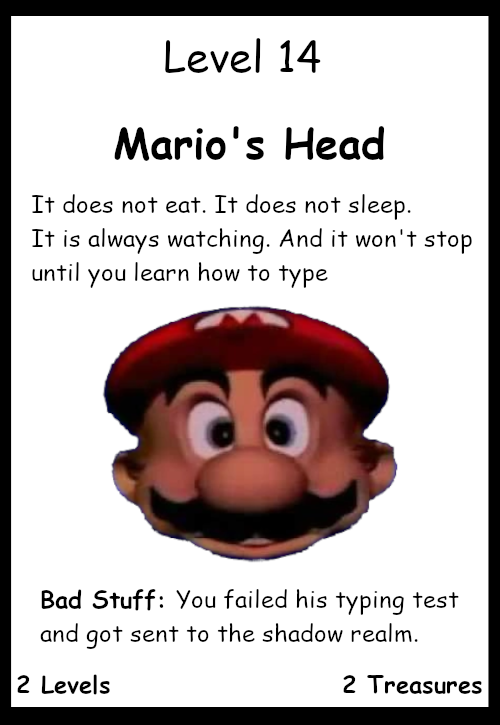 Level 14
Mario's Head
It does not eat. It does not sleep.
It is always watching. And it won't stop
until you learn how to type
Bad Stuff: You failed his typing test
and got sent to the shadow realm.
2 Levels 2 Treasures